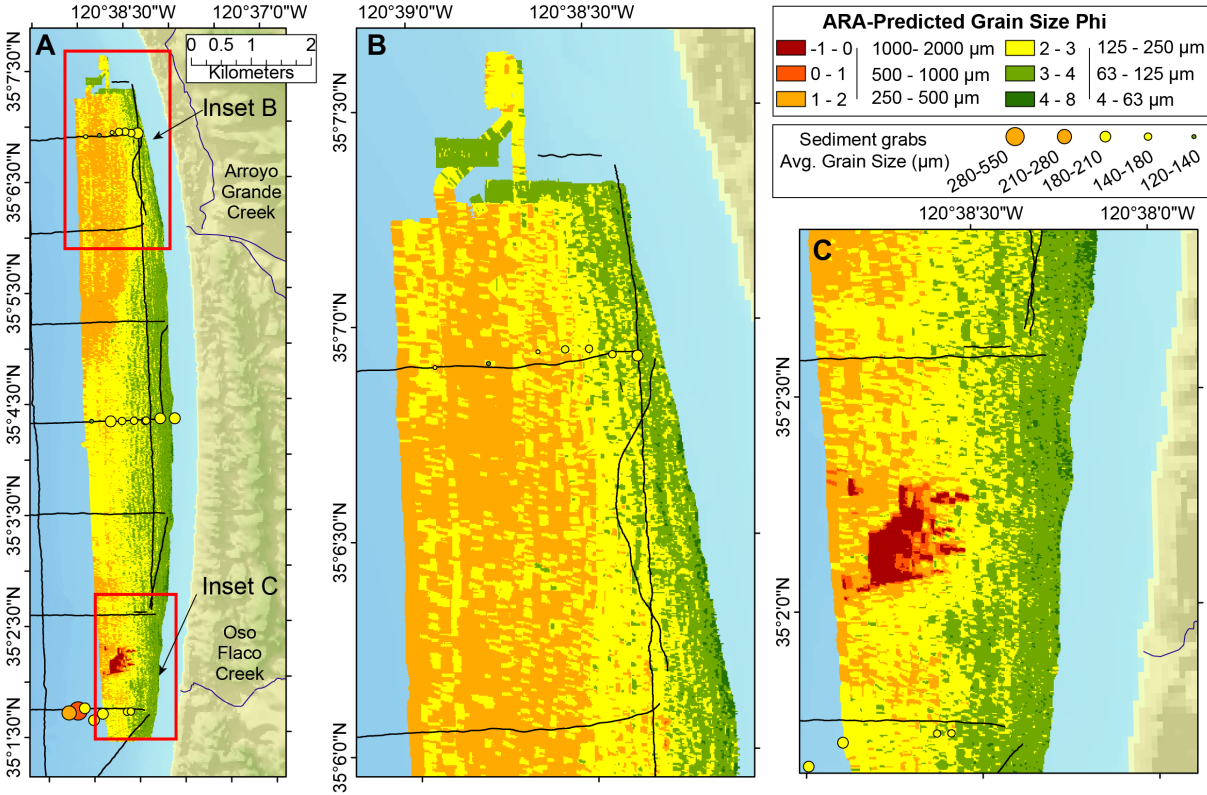 120°38'30"W 120°37'0"W
120°39'0"W 120°38'30"W
A
0 0.5 1 2
Kilometers
Inset B
Arroyo
Grande
Creek
Inset C
Oso
Flaco
Creek
35°7'30"N
35°6'30"N
35°5'30"N
35°4'30"N
35°3'30"N
35°2'30"N
35°1'30"N
B
35°7'30"N
35°7'0"N
35°6'30"N
35°6'0"N
ARA-Predicted Grain Size Phi
-1 - 0 1000-2000 µm 2 - 3 125 - 250 µm
0 - 1 500 - 1000 µm 3 - 4 63 - 125 µm
1 - 2 250 - 500 µm 4 - 8 4 - 63 µm
Sediment grabs
Avg. Grain Size (µm)
280-550
210-280
180-210
140-180
120-140
120°38'30"W 120°38'0"W
C
35°2'30"N
35°2'0"N